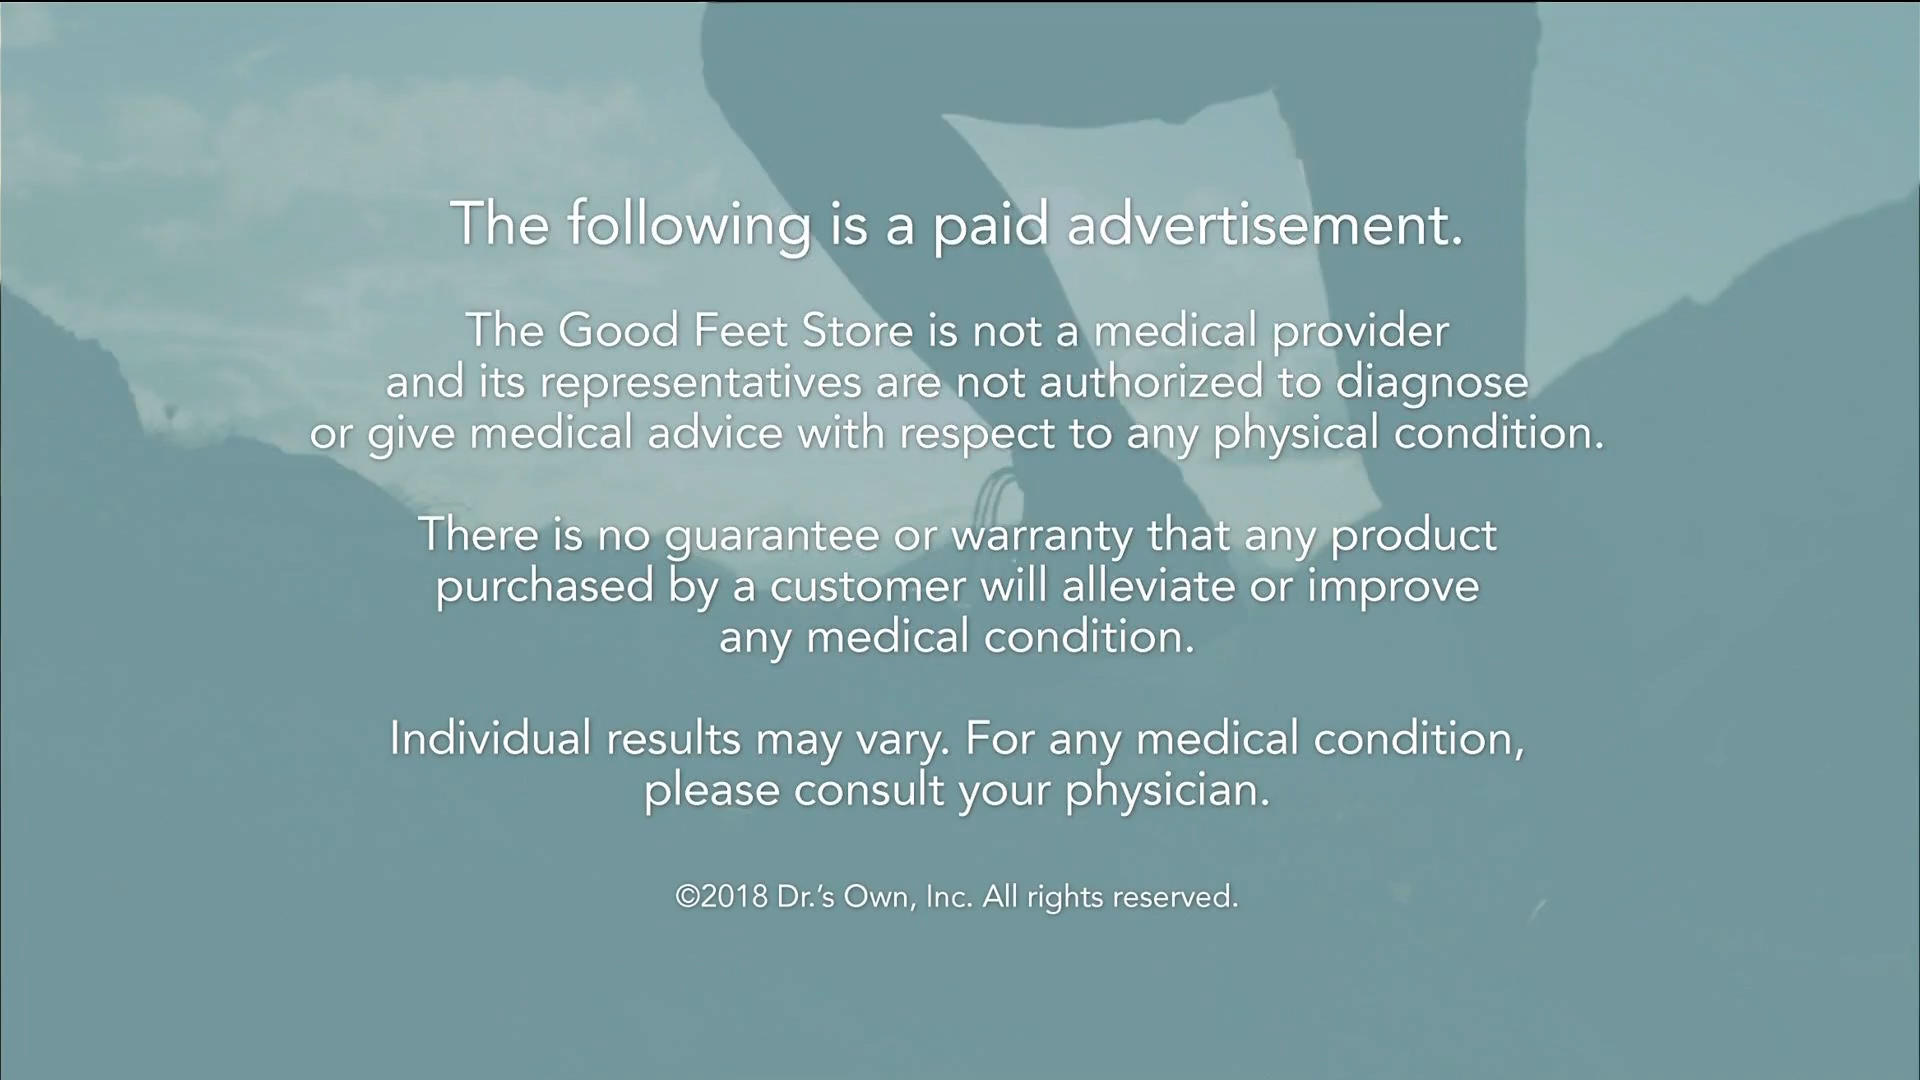 The following is a paid advertisement.
The Good Feet Store is not a medical provider
and its representatives are not authorized to diagnose
or give medical advice with respect to any physical condition.
There is no guarantee or warranty that any product
purchased by a customer will alleviate or improve
any medical condition.
Individual results may vary. For any medical condition,
please consult your physician.
©2018 Dr.’s Own, Inc. All rights reserved.